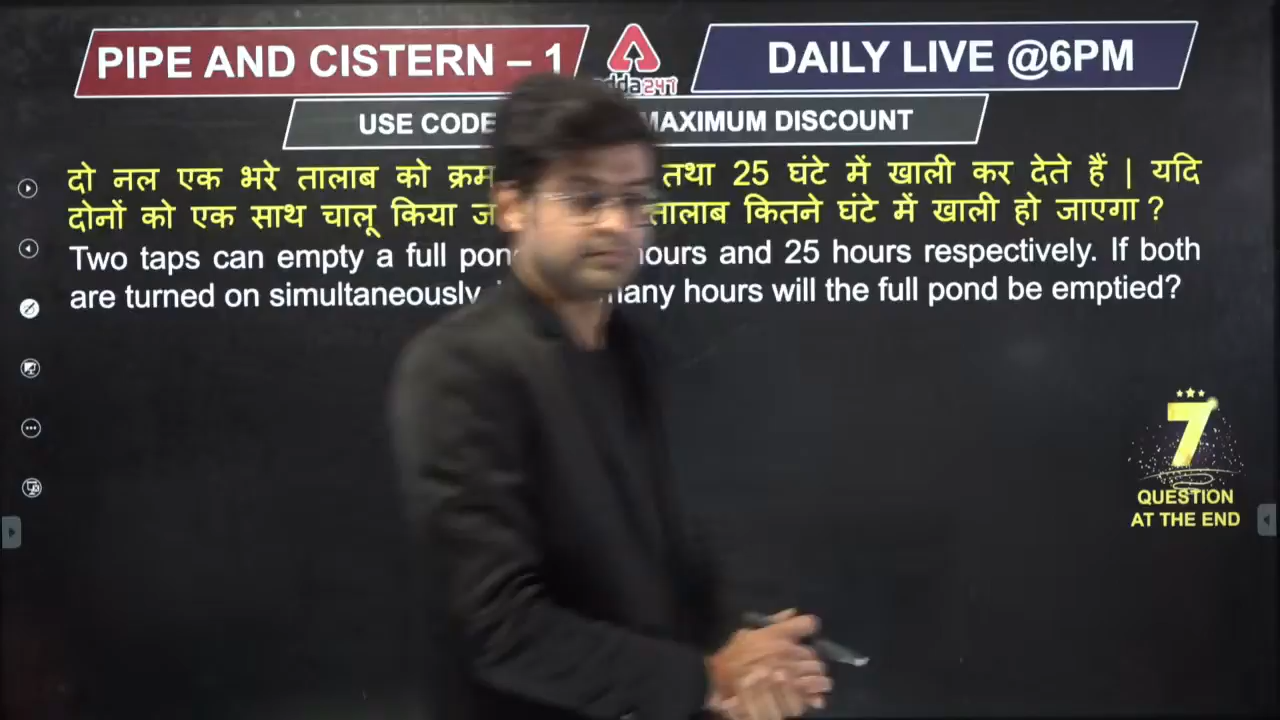 PIPE AND CISTERN – 1
adda247
DAILY LIVE @6PM
USE CODE MAXIMUM DISCOUNT
दो नल एक भरे तालाब को तथा 25 घंटे में खाली कर देते हैं | यदि
दोनों को एक साथ चालू किया तालाब कितने घंटे में खाली हो जाएगा ?
Two taps can empty a full hours and 25 hours respectively. If both
are turned on simultaneously many hours will the full pond be emptied?
7
QUESTION
AT THE END